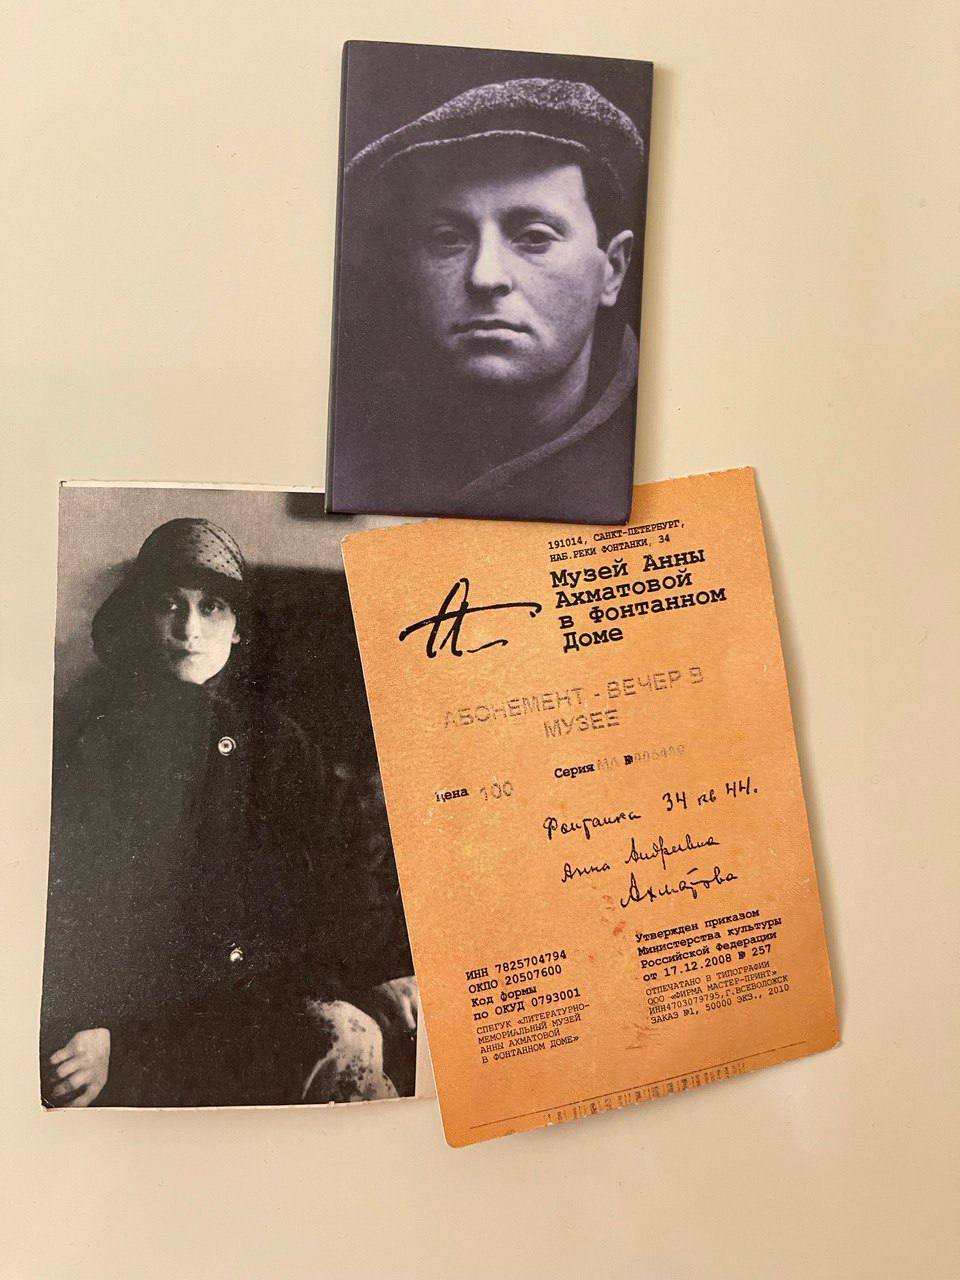 191014, САНКТ-ПЕТЕРБУРГ,
НАБ.РЕКИ ФОНТАНКИ, 34
Музей Анны
Ахматовой
в Фонтанном
Доме
АБОНЕМЕНТ - ВЕЧЕР В
МУЗЕЕ
Серия МА №
цена 100
Фонтанка 34 кв 44.
Анна Андреевна
Ахматова
ИНН 7825704794
ОКПО 20507600
Код формы
по ОКУД 0793001
СПБГУК «ЛИТЕРАТУРНО-
МЕМОРИАЛЬНЫЙ МУЗЕЙ
АННЫ АХМАТОВОЙ
В ФОНТАННОМ ДОМЕ»
Утвержден приказом
Министерства культуры
Российской Федерации
от 17.12.2008 № 257
ОТПЕЧАТАНО В ТИПОГРАФИИ
ООО «ФИРМА МАСТЕР-ПРИНТ»
ИНН4703079795,Г.ВСЕВОЛОЖСК
ЗАКАЗ №1, 50000 ЭКЗ., 2010